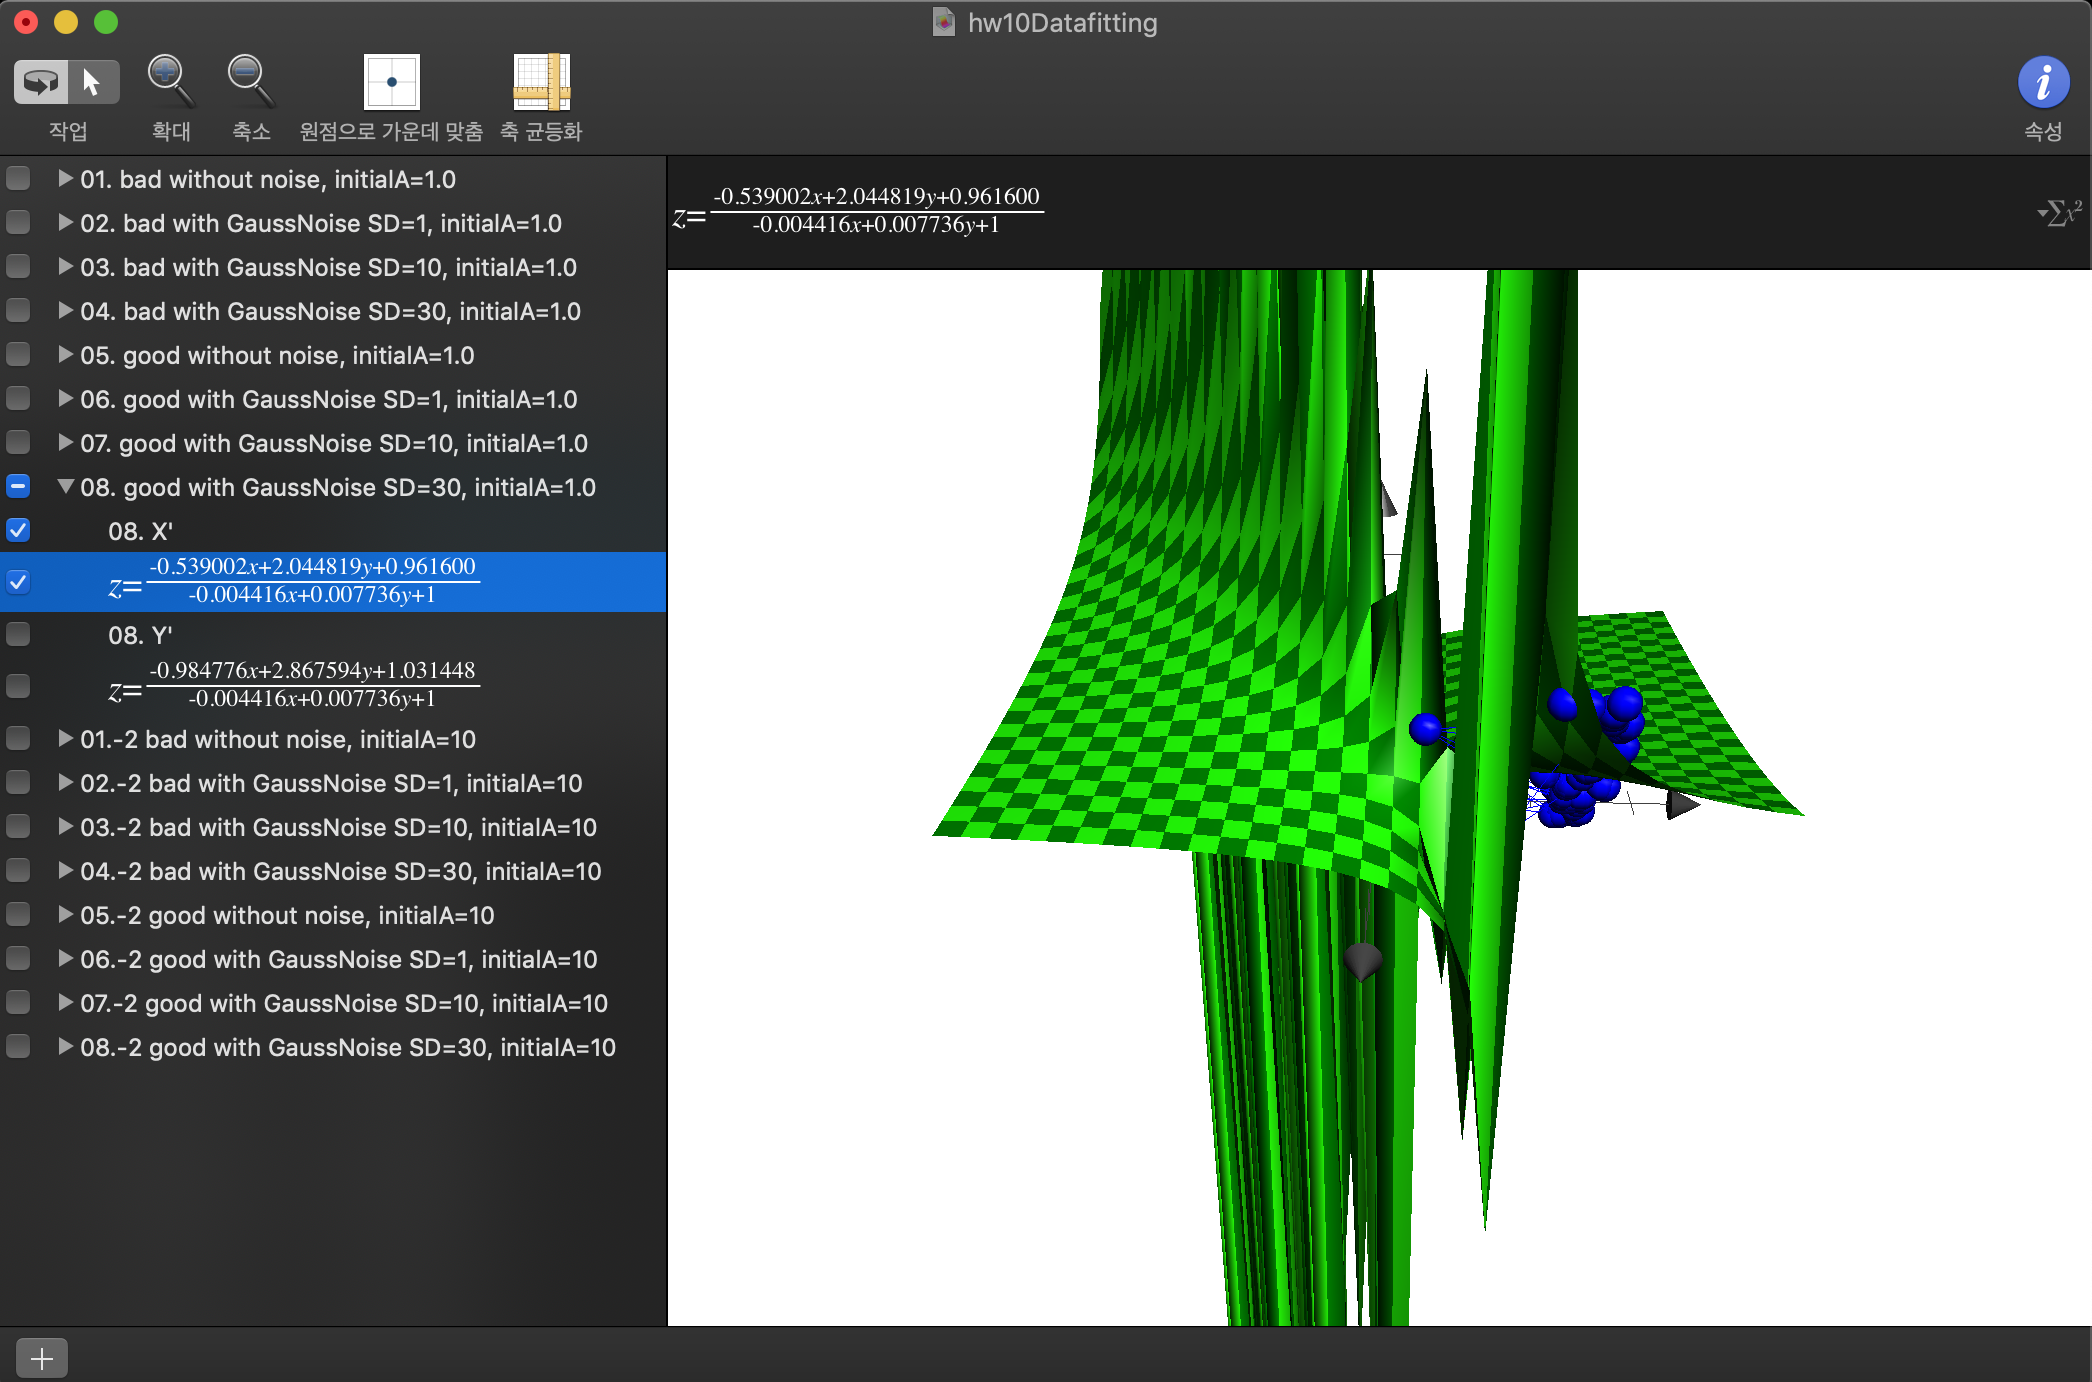 hw10Datafitting
작업 확대 축소 원점으로 가운데 맞춤 축 균등화 속성
01. bad without noise, initialA=1.0
02. bad with GaussNoise SD=1, initialA=1.0
03. bad with GaussNoise SD=10, initialA=1.0
04. bad with GaussNoise SD=30, initialA=1.0
05. good without noise, initialA=1.0
06. good with GaussNoise SD=1, initialA=1.0
07. good with GaussNoise SD=10, initialA=1.0
08. good with GaussNoise SD=30, initialA=1.0
08. X'
-0.539002x+2.044819y+0.961600
z=
-0.004416x+0.007736y+1
08. Y'
-0.984776x+2.867594y+1.031448
z=
-0.004416x+0.007736y+1
01.-2 bad without noise, initialA=10
02.-2 bad with GaussNoise SD=1, initialA=10
03.-2 bad with GaussNoise SD=10, initialA=10
04.-2 bad with GaussNoise SD=30, initialA=10
05.-2 good without noise, initialA=10
06.-2 good with GaussNoise SD=1, initialA=10
07.-2 good with GaussNoise SD=10, initialA=10
08.-2 good with GaussNoise SD=30, initialA=10
-0.539002x+2.044819y+0.961600
z=
-0.004416x+0.007736y+1
Σx²